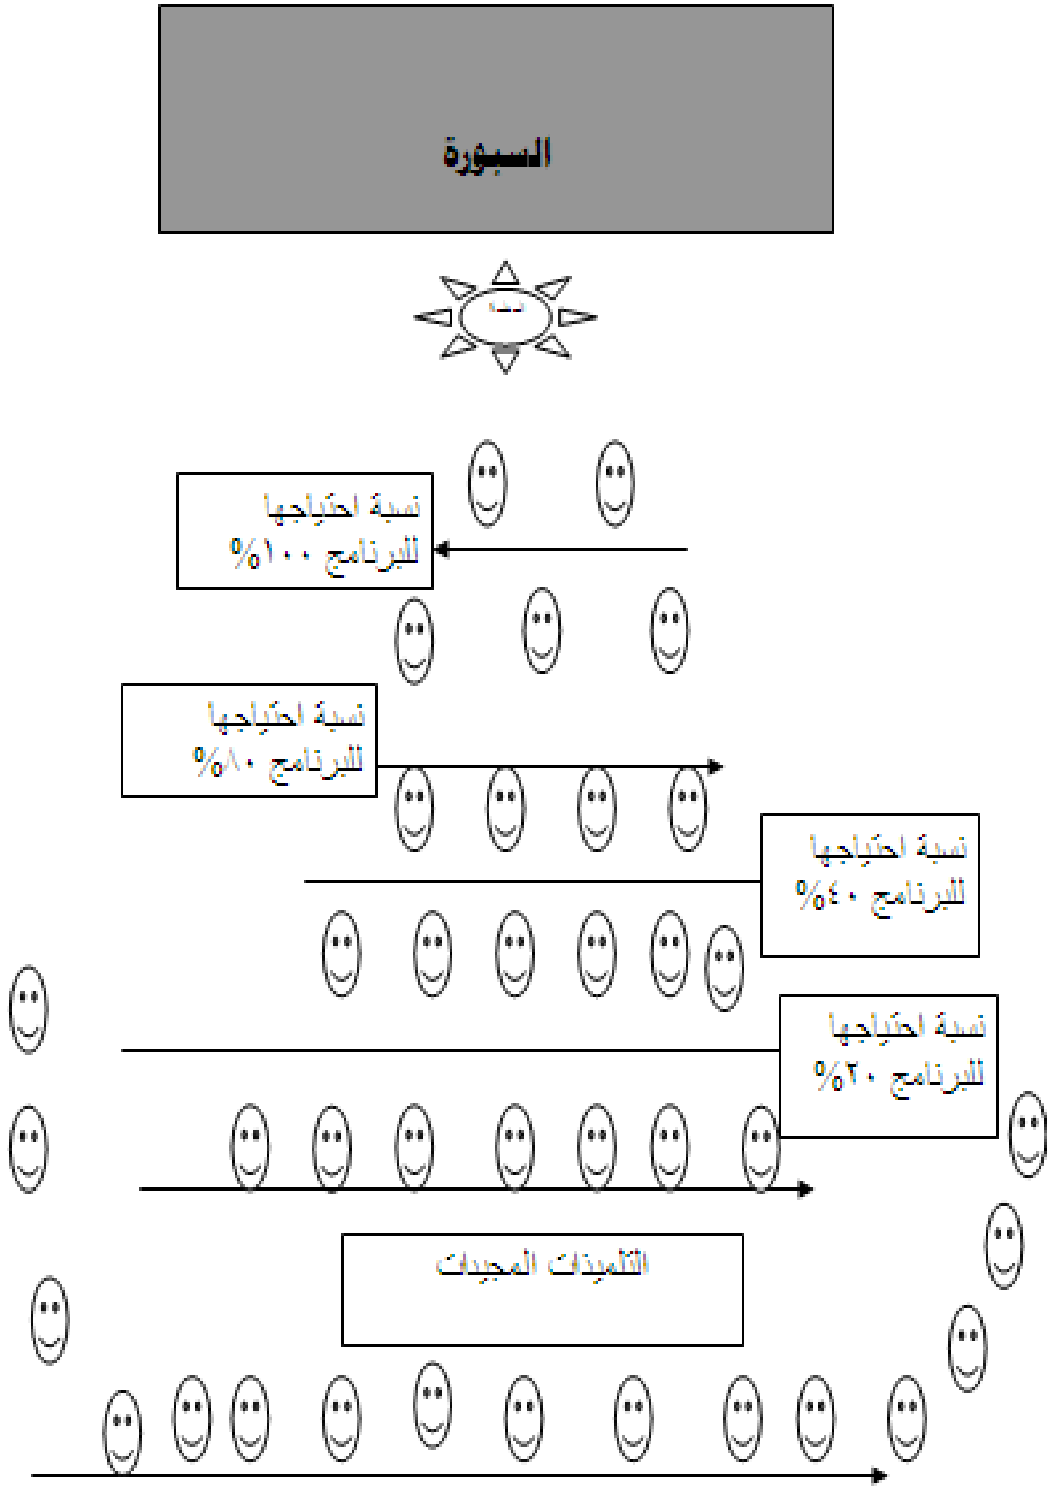 السبورة
نسبة احتياجها
للبرنامج ١٠٠%
نسبة احتياجها
للبرنامج ٨٠%
نسبة احتياجها
للبرنامج ٤٠%
نسبة احتياجها
للبرنامج ٢٠%
التلميذات المجيدات